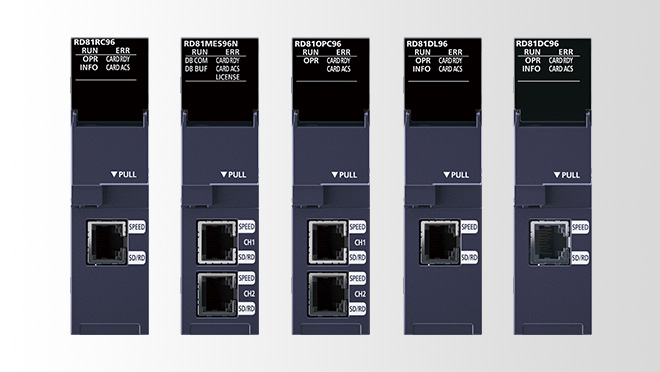 RD81RC96
RUN ERR
OPR CARD RDY
INFO CARD ACS
▼PULL
SPEED
SD/RD
RD81MES96N
RUN ERR
DB COM CARD RDY
DB BUF CARD ACS
LICENSE
▼PULL
SPEED
CH1
SD/RD
SPEED
CH2
SD/RD
RD81OPC96
RUN ERR
OPR CARD RDY
CARD ACS
▼PULL
SPEED
CH1
SD/RD
SPEED
CH2
SD/RD
RD81DL96
RUN ERR
OPR CARD RDY
INFO CARD ACS
▼PULL
SPEED
SD/RD
RD81DC96
RUN ERR
OPR CARD RDY
INFO CARD ACS
▼PULL
SPEED
SD/RD